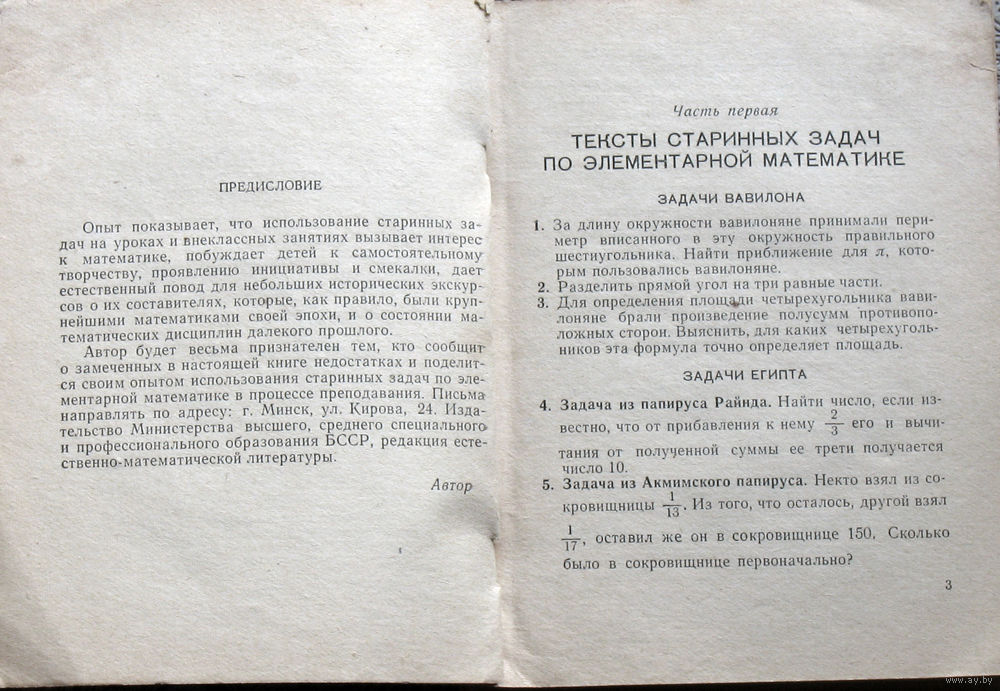 ПРЕДИСЛОВИЕ
Опыт показывает, что использование старинных за-
дач на уроках и внеклассных занятиях вызывает интерес
к математике, побуждает детей к самостоятельному
творчеству, проявлению инициативы и смекалки, дает
естественный повод для небольших исторических экскур-
сов о их составителях, которые, как правило, были круп-
нейшими математиками своей эпохи, и о состоянии ма-
тематических дисциплин далекого прошлого.
Автор будет весьма признателен тем, кто сообщит
о замеченных в настоящей книге недостатках и поделит-
ся своим опытом использования старинных задач по эле-
ментарной математике в процессе преподавания. Письма
направлять по адресу: г. Минск, ул. Кирова, 24. Изда-
тельство Министерства высшего, среднего специального
и профессионального образования БССР, редакция есте-
ственно-математической литературы.
Автор
Часть первая
ТЕКСТЫ СТАРИННЫХ ЗАДАЧ
ПО ЭЛЕМЕНТАРНОЙ МАТЕМАТИКЕ
ЗАДАЧИ ВАВИЛОНА
1. За длину окружности вавилоняне принимали пери-
метр вписанного в эту окружность правильного
шестиугольника. Найти приближение для π, кото-
рым пользовались вавилоняне.
2. Разделить прямой угол на три равные части.
3. Для определения площади четырехугольника вави-
лоняне брали произведение полусумм противопо-
ложных сторон. Выяснить, для каких четырехуголь-
ников эта формула точно определяет площадь.
ЗАДАЧИ ЕГИПТА
4. Задача из папируса Райнда. Найти число, если из-
вестно, что от прибавления к нему 2/3 его и вычи-
тания от полученной суммы ее трети получается
число 10.
5. Задача из Акмимского папируса. Некто взял из со-
кровищницы 1/13. Из того, что осталось, другой взял
1/17, оставил же он в сокровищнице 150. Сколько
было в сокровищнице первоначально?
3
www.ay.by